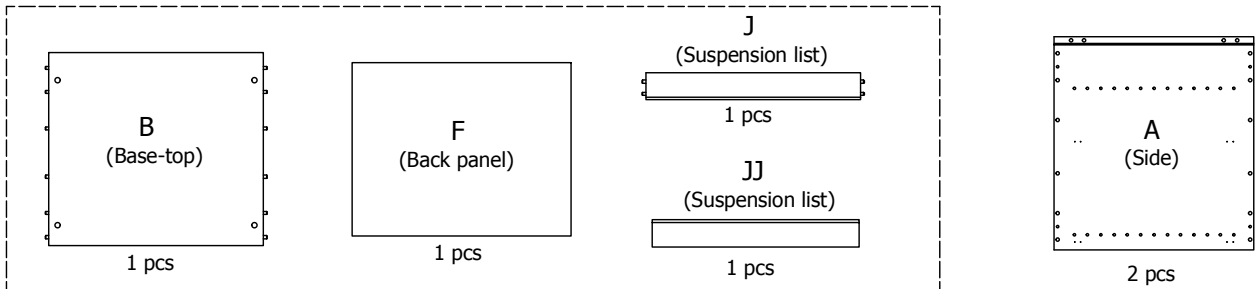 B
(Base-top)
1 pcs
F
(Back panel)
1 pcs
J
(Suspension list)
1 pcs
JJ
(Suspension list)
1 pcs
A
(Side)
2 pcs